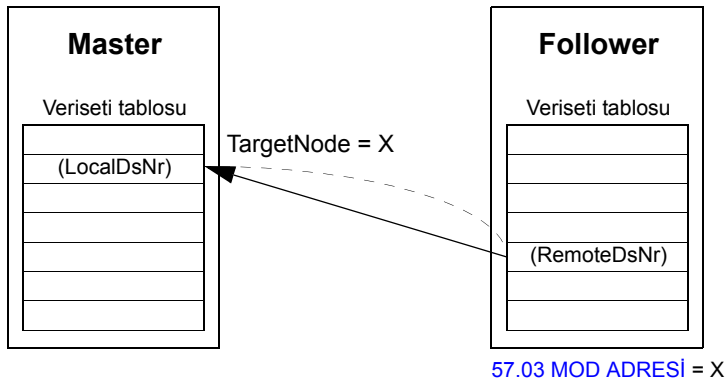 Master
Follower
Veriseti tablosu
Veriseti tablosu
TargetNode = X
(LocalDsNr)
(RemoteDsNr)
57.03 MOD ADRESİ = X